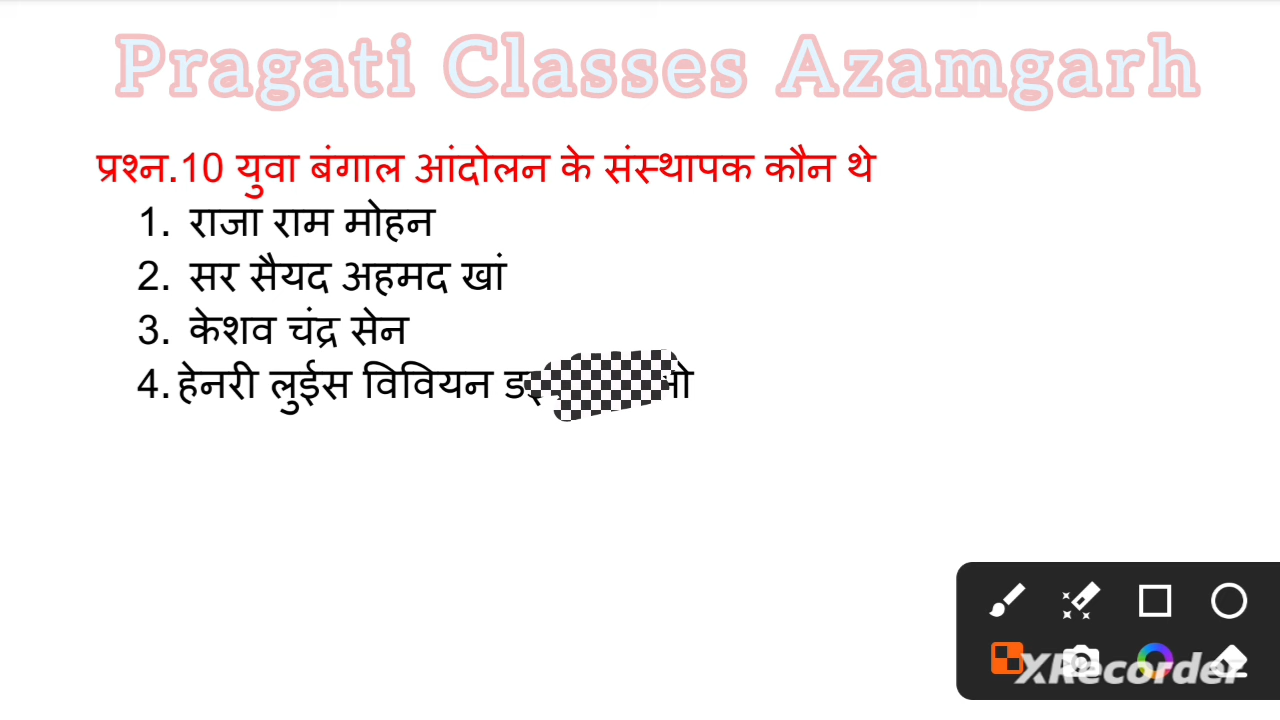 Pragati Classes Azamgarh
प्रश्न.10 युवा बंगाल आंदोलन के संस्थापक कौन थे
1. राजा राम मोहन
2. सर सैयद अहमद खां
3. केशव चंद्र सेन
4. हेनरी लुईस विवियन
XRecorder